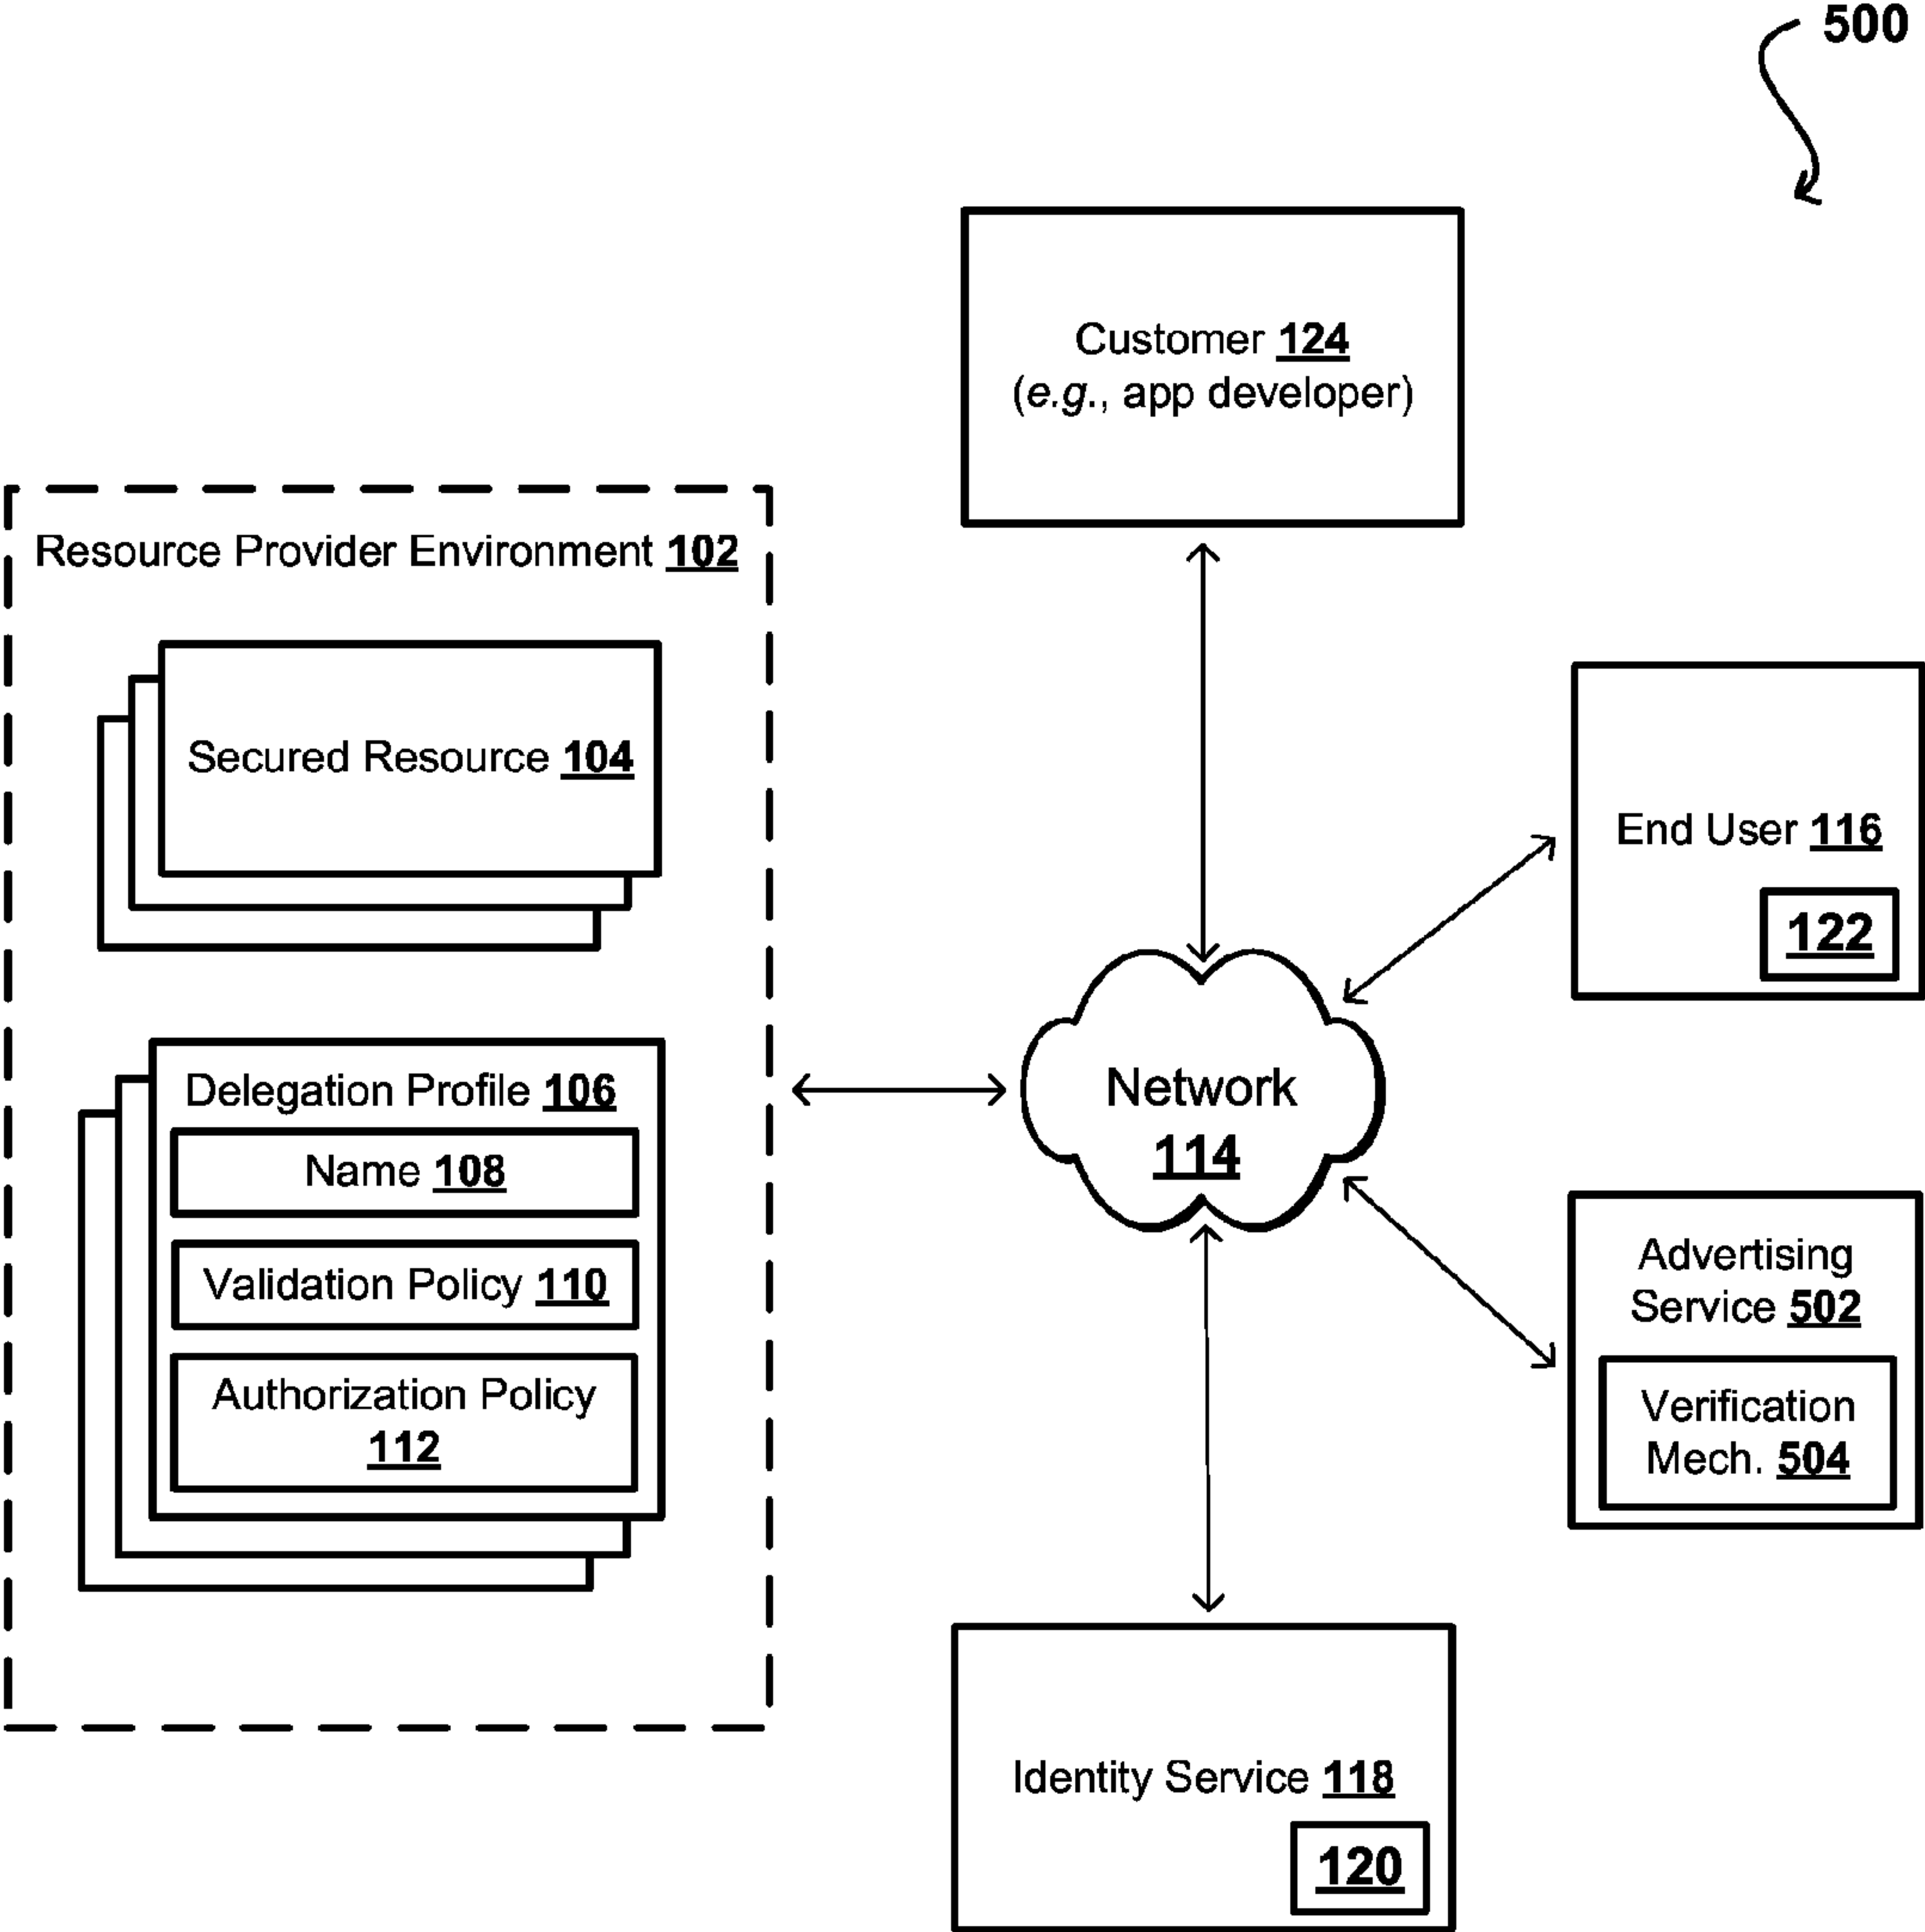 500
Customer 124
(e.g., app developer)
Resource Provider Environment 102
Secured Resource 104
End User 116
122
Delegation Profile 106
Name 108
Validation Policy 110
Authorization Policy
112
Network
114
Advertising
Service 502
Verification
Mech. 504
Identity Service 118
120